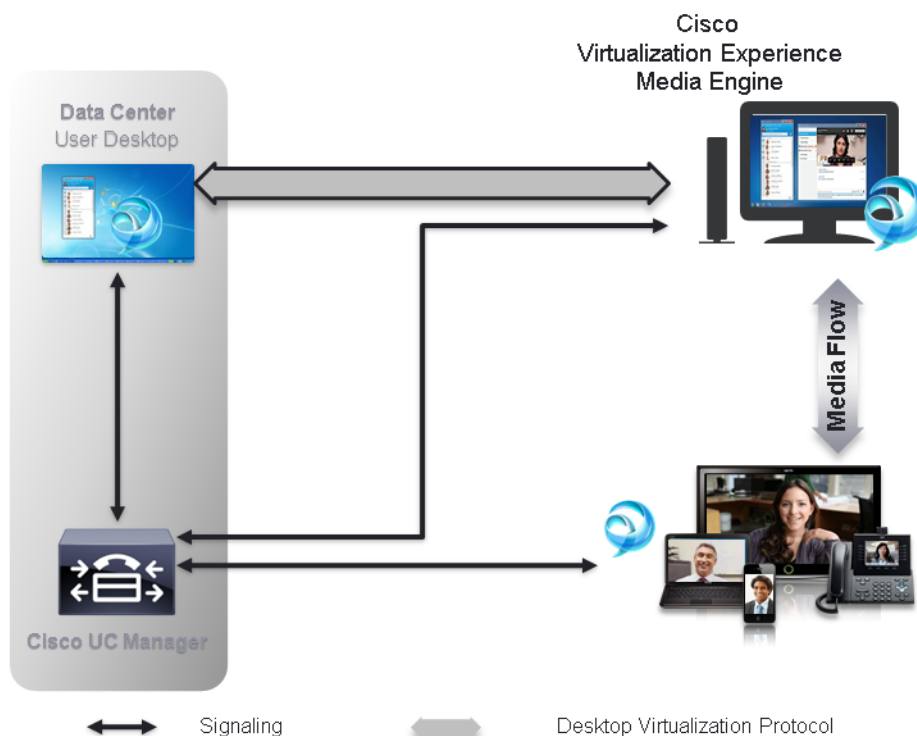 Cisco
Virtualization Experience
Media Engine
Data Center
User Desktop
Media Flow
Cisco UC Manager
Signaling
Desktop Virtualization Protocol